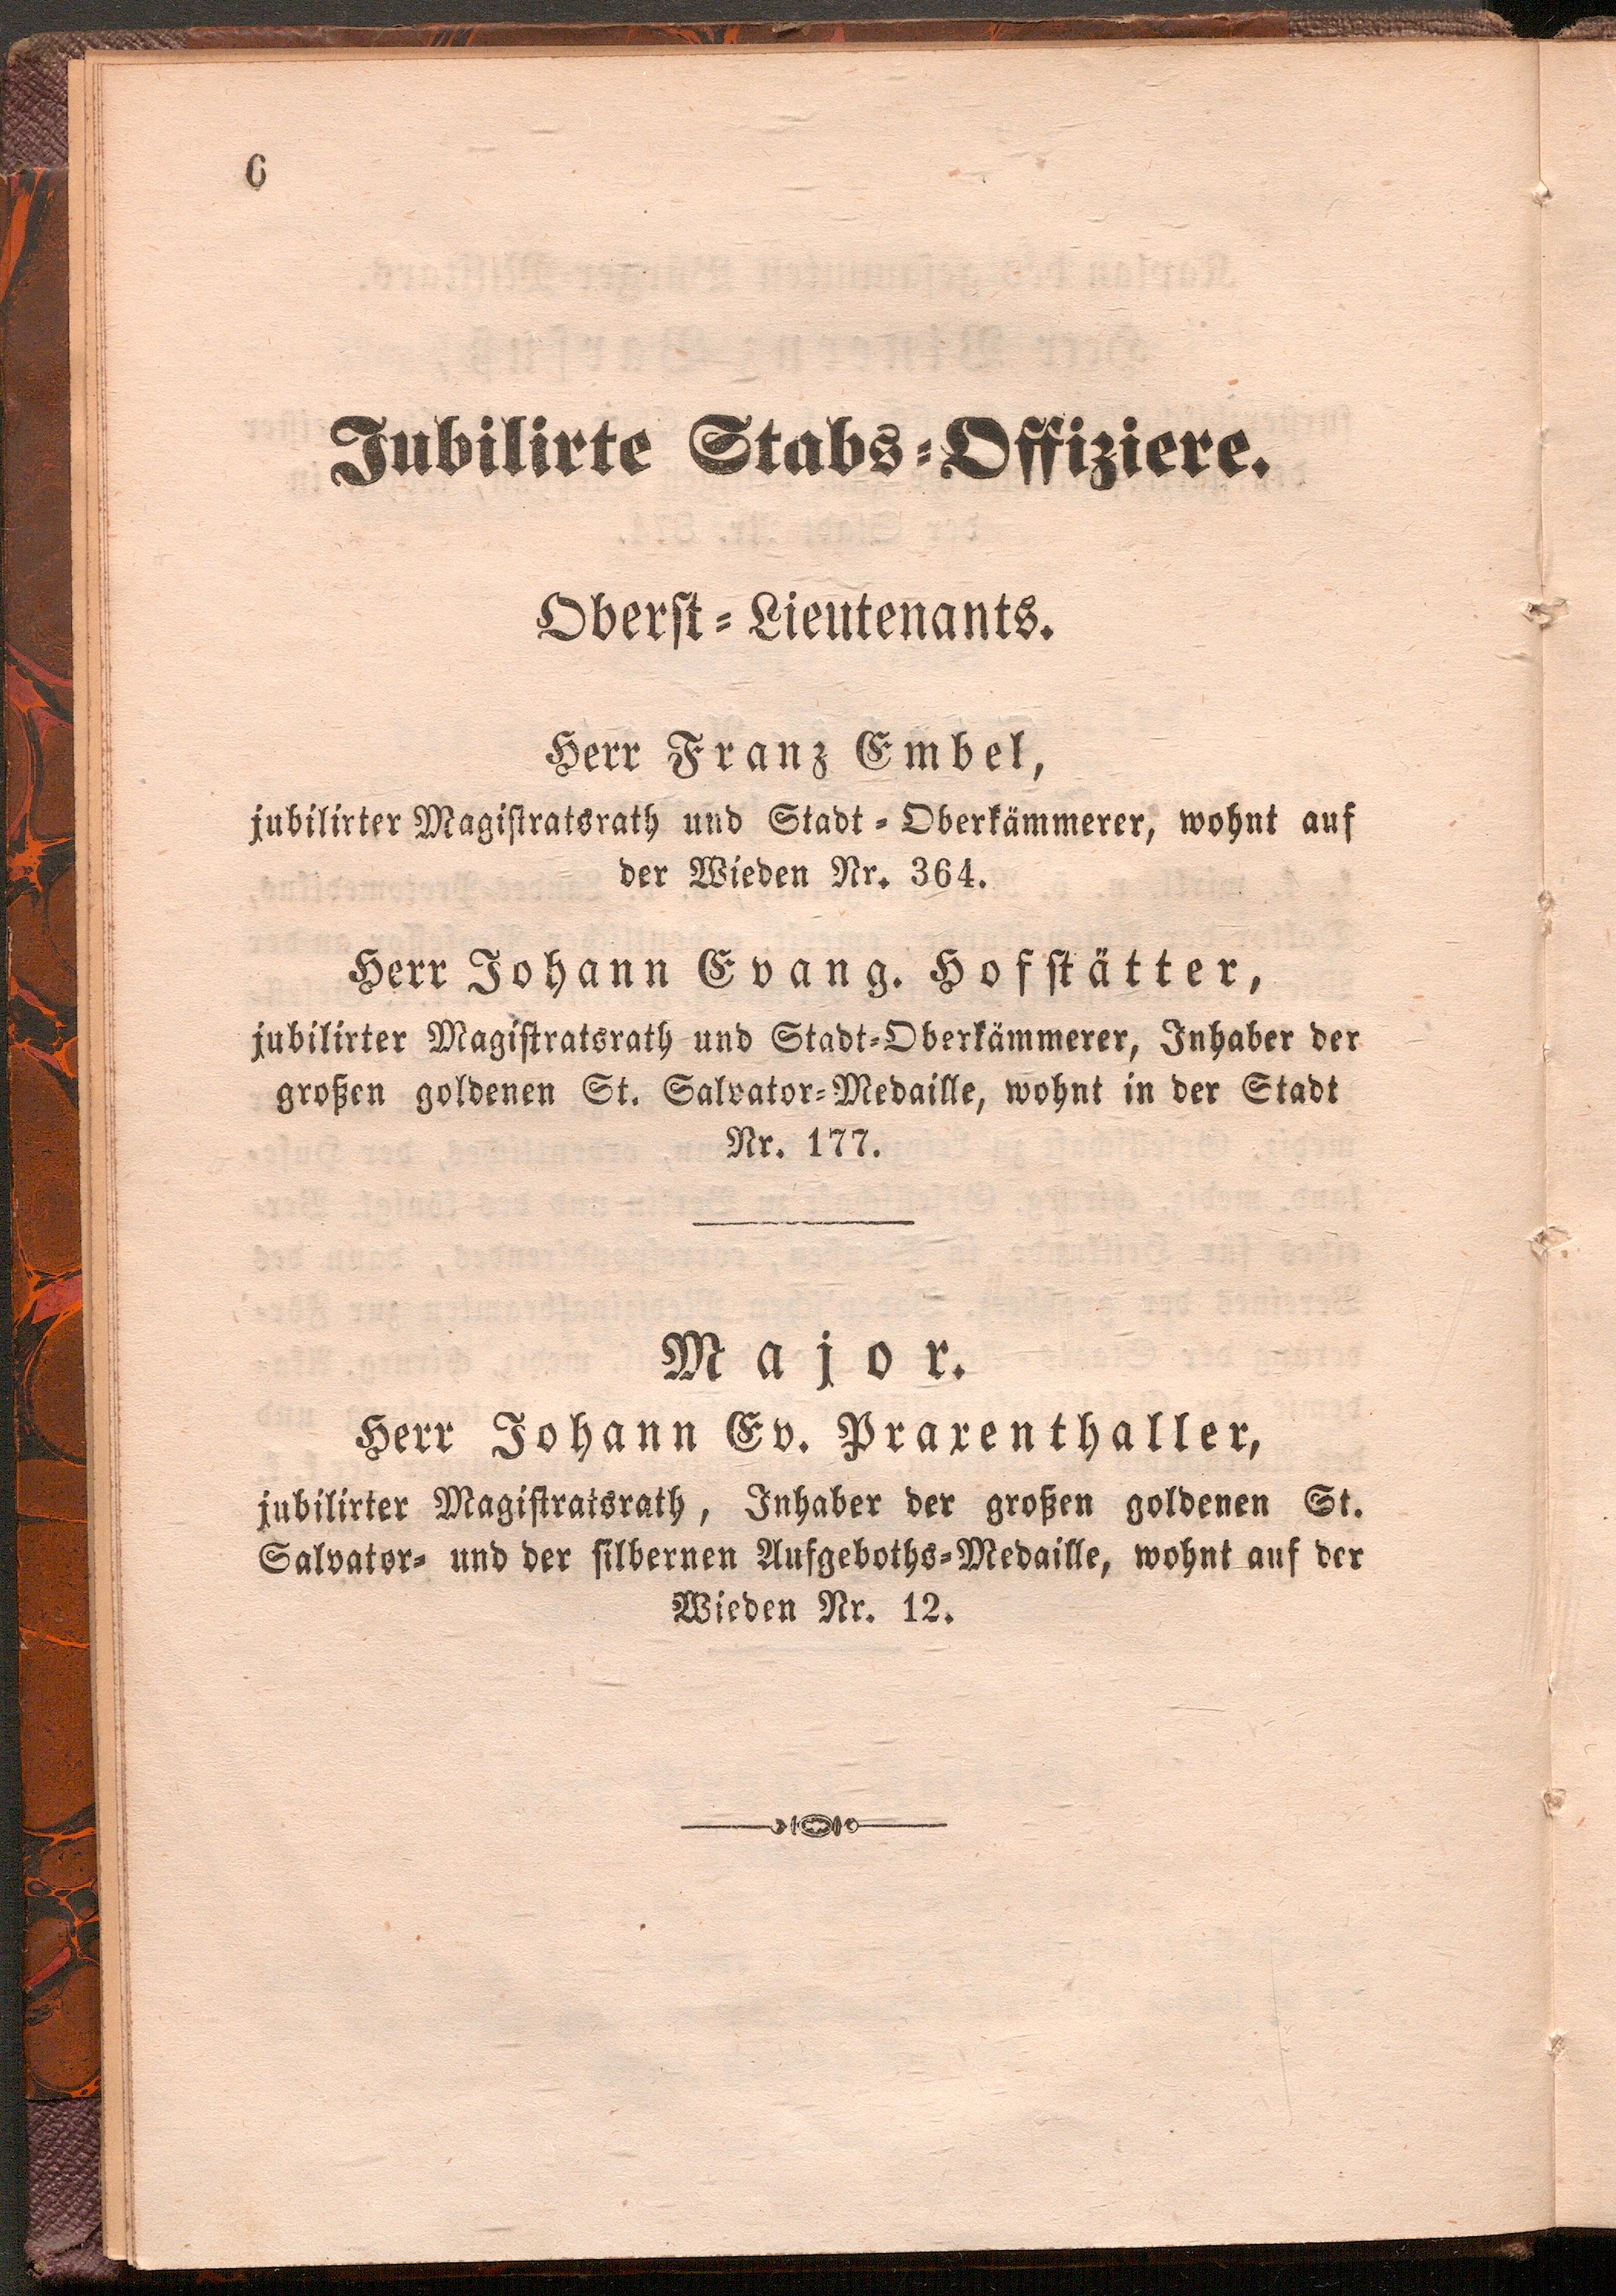 6
Jubilirte Stabs-Offiziere.
Oberst-Lieutenants.
Herr Franz Embel,
jubilirter Magistratsrath und Stadt-Oberkämmerer, wohnt auf
der Wieden Nr. 364.
Herr Johann Evang. Hofstätter,
jubilirter Magistratsrath und Stadt-Oberkämmerer, Inhaber der
großen goldenen St. Salvator-Medaille, wohnt in der Stadt
Nr. 177.
Major.
Herr Johann Ev. Praxenthaller,
jubilirter Magistratsrath, Inhaber der großen goldenen St.
Salvator- und der silbernen Aufgeboths-Medaille, wohnt auf der
Wieden Nr. 12.